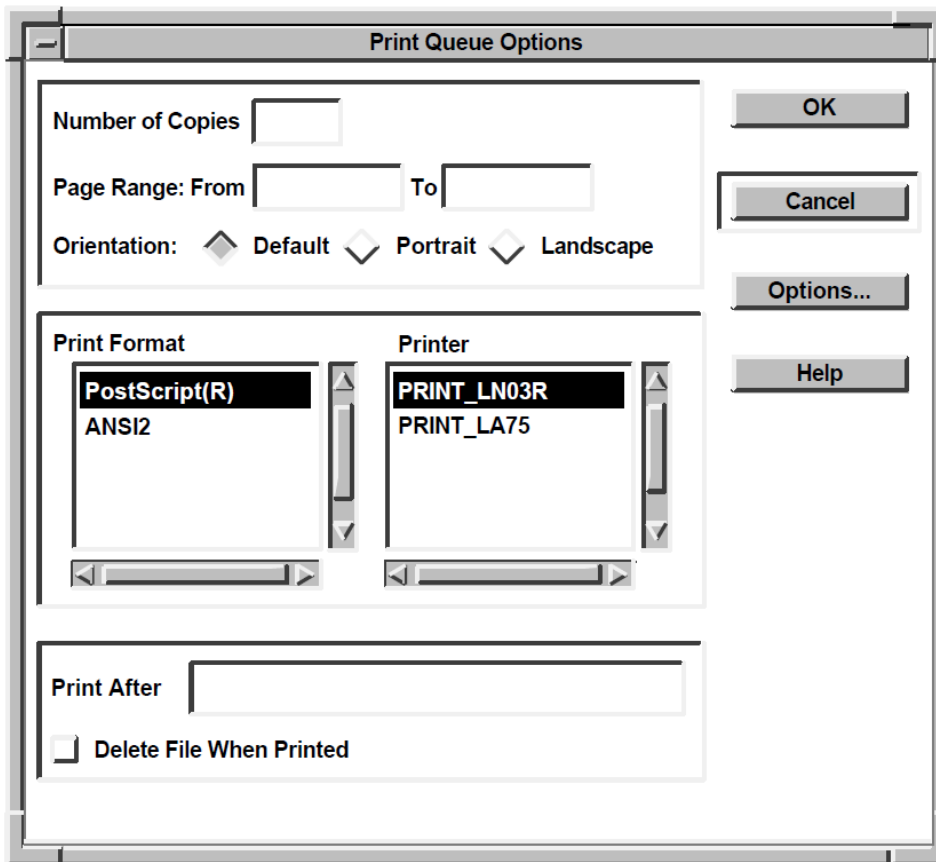 Print Queue Options
Number of Copies
OK
Page Range: From To
Cancel
Orientation: Default Portrait Landscape
Options...
Print Format Printer
Help
PostScript(R) PRINT_LN03R
ANSI2 PRINT_LA75
Print After
Delete File When Printed